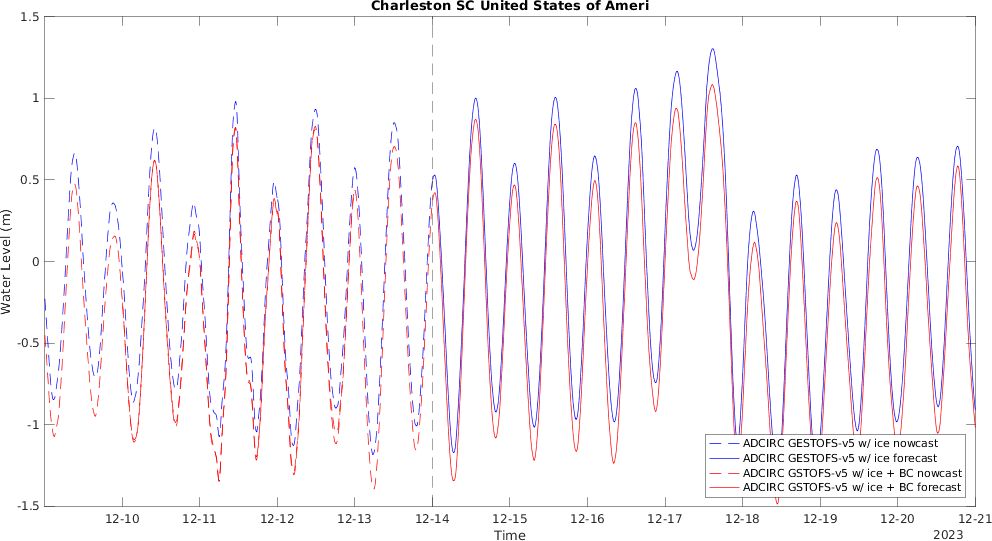 Charleston SC United States of Ameri
1.5
1
0.5
0
-0.5
-1
-1.5
Water Level (m)
ADCIRC GESTOFS-v5 w/ ice nowcast
ADCIRC GESTOFS-v5 w/ ice forecast
ADCIRC GSTOFS-v5 w/ ice + BC nowcast
ADCIRC GSTOFS-v5 w/ ice + BC forecast
12-10 12-11 12-12 12-13 12-14 12-15 12-16 12-17 12-18 12-19 12-20 12-21
Time
2023